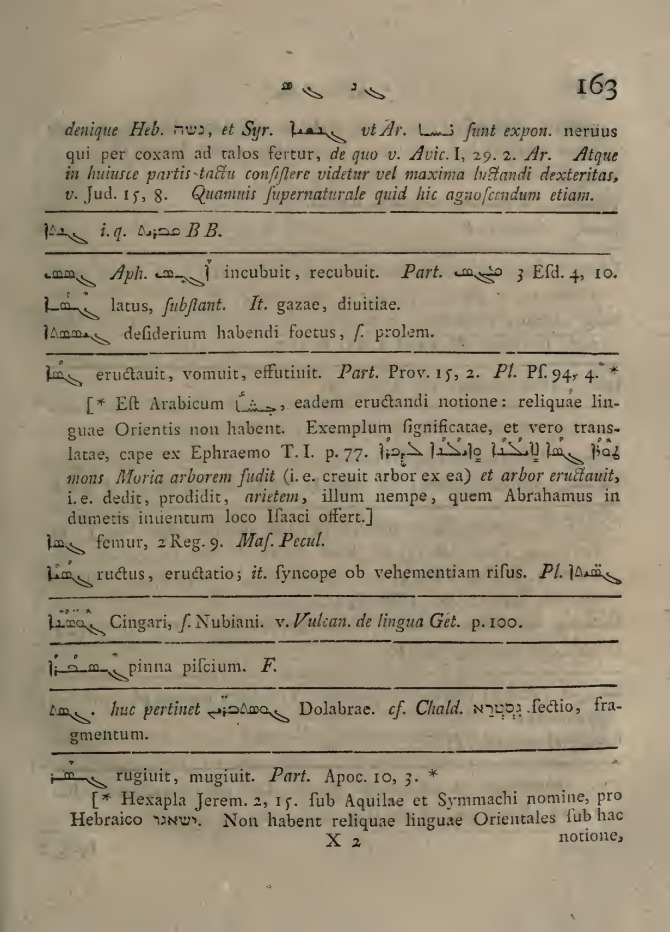 163
denique Heb. נשה, et Syr. vt Ar. نسا ſunt expon. neruus
qui per coxam ad talos fertur, de quo v. Avic. I, 29. 2. Ar. Atque
in huiusce partis tactu conſiſtere videtur vel maxima luctandi dexteritas,
v. Jud. 15, 8. Quamuis ſupernaturale quid hic agnoſcendum etiam.
i. q. B B.
Aph. incubuit, recubuit. Part. 3 Eſd. 4, 10.
latus, ſubſtant. It. gazae, diuitiae.
deſiderium habendi foetus, ſ. prolem.
eructauit, vomuit, effutiuit. Part. Prov. 15, 2. Pl. Pſ. 94, 4. *
[* Eſt Arabicum , eadem eructandi notione: reliquae lin-
guae Orientis non habent. Exemplum ſignificatae, et vero trans-
latae, cape ex Ephraemo T. I. p. 77.
mons Moria arborem fudit (i. e. creuit arbor ex ea) et arbor eructauit,
i. e. dedit, prodidit, arietem, illum nempe, quem Abrahamus in
dumetis inuentum loco Iſaaci offert.]
femur, 2 Reg. 9. Maſ. Pecul.
ructus, eructatio; it. ſyncope ob vehementiam riſus. Pl.
Cingari, ſ. Nubiani. v. Vulcan. de lingua Get. p. 100.
pinna piſcium. F.
. huc pertinet Dolabrae. cf. Chald. נִסְטָרָא ſectio, fra-
gmentum.
rugiuit, mugiuit. Part. Apoc. 10, 3. *
[* Hexapla Jerem. 2, 15. ſub Aquilae et Symmachi nomine, pro
Hebraico ישאגו. Non habent reliquae linguae Orientales ſub hac
X 2 notione,